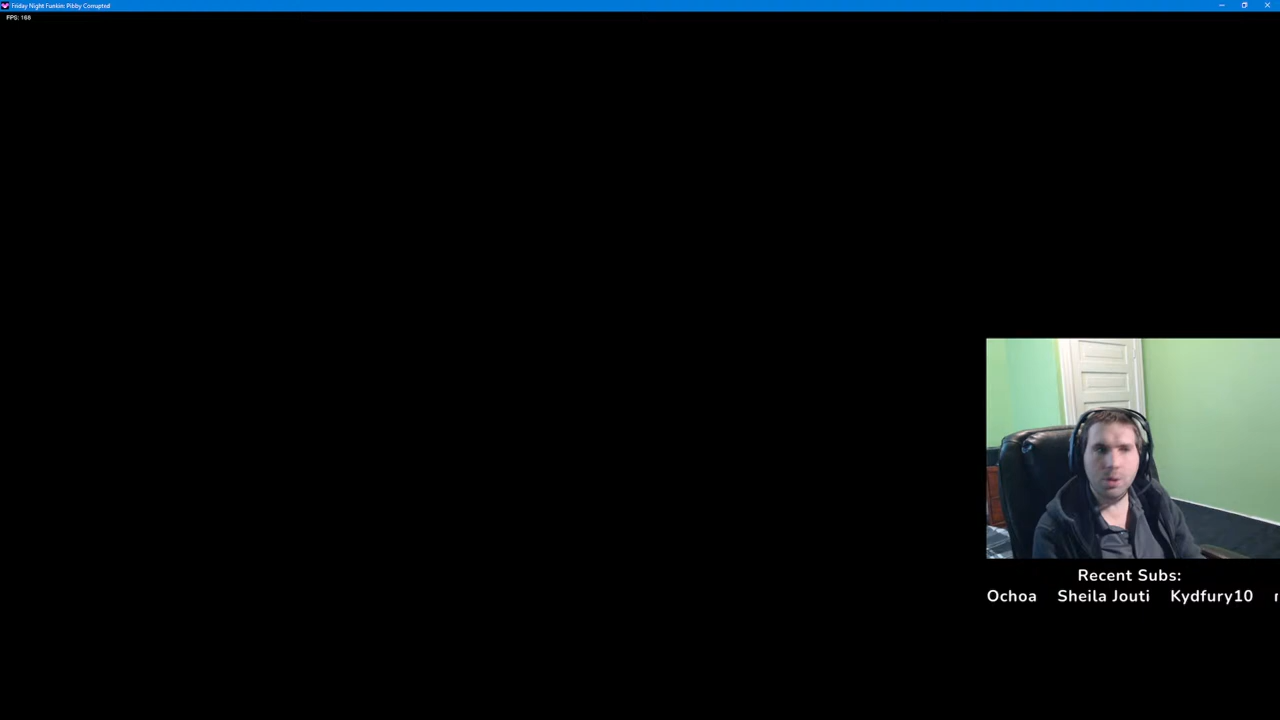 Friday Night Funkin: Pibby Corrupted
FPS: 168
Recent Subs:
Ochoa Sheila Jouti Kydfury10